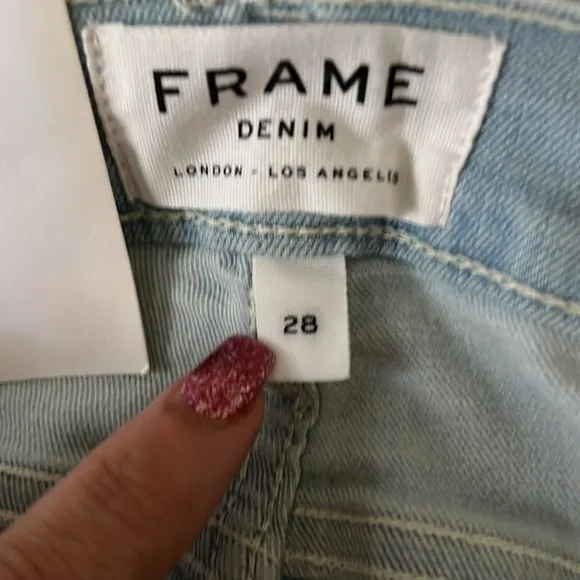 FRAME
DENIM
LONDON - LOS ANGELES
28